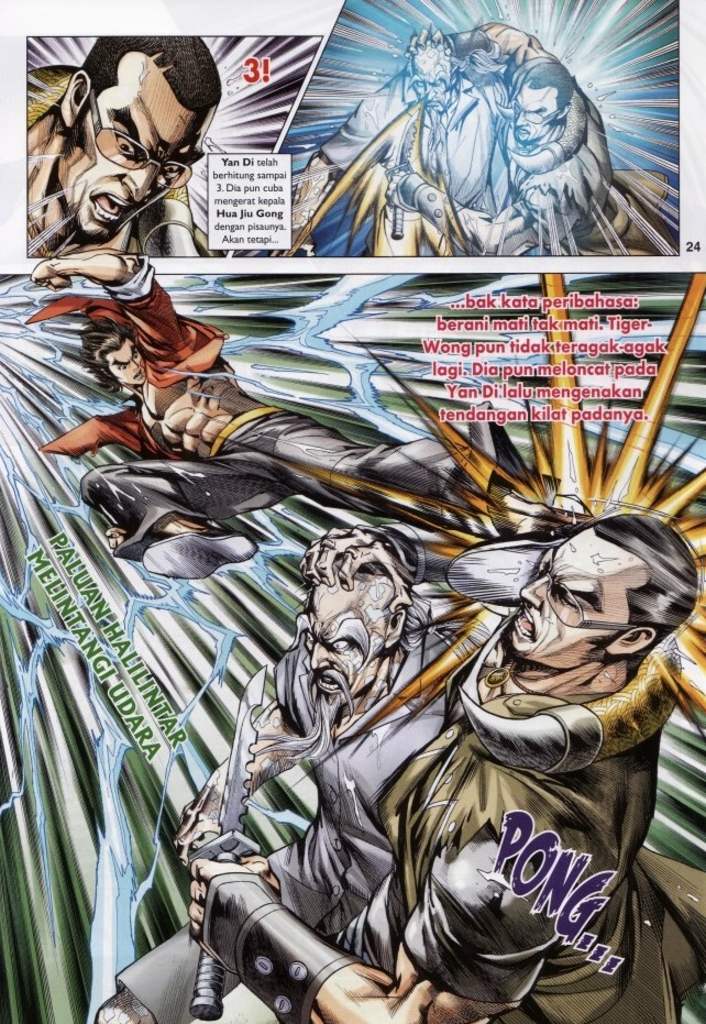 3!
Yan Di telah
berhitung sampai
3. Dia pun cuba
mengerat kepala
Hua Jiu Gong
dengan pisaunya.
Akan tetapi...
24
...bak kata peribahasa:
berani mati tak mati. Tiger-
Wong pun tidak teragak-agak
lagi. Dia pun meloncat pada
Yan Di lalu mengenakan
tendangan kilat padanya.
PALUAN HALILINTAR
MELINTANGI UDARA
PONG...